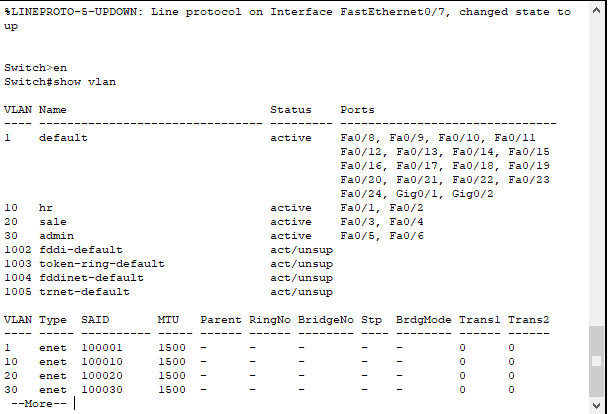 %LINEPROTO-5-UPDOWN: Line protocol on Interface FastEthernet0/7, changed state to
up
Switch>en
Switch#show vlan
VLAN Name                             Status    Ports
---- -------------------------------- --------- -------------------------------
1    default                          active    Fa0/8, Fa0/9, Fa0/10, Fa0/11
                                                Fa0/12, Fa0/13, Fa0/14, Fa0/15
                                                Fa0/16, Fa0/17, Fa0/18, Fa0/19
                                                Fa0/20, Fa0/21, Fa0/22, Fa0/23
                                                Fa0/24, Gig0/1, Gig0/2
10   hr                               active    Fa0/1, Fa0/2
20   sale                             active    Fa0/3, Fa0/4
30   admin                            active    Fa0/5, Fa0/6
1002 fddi-default                     act/unsup
1003 token-ring-default               act/unsup
1004 fddinet-default                  act/unsup
1005 trnet-default                    act/unsup
VLAN Type  SAID       MTU   Parent RingNo BridgeNo Stp  BrdgMode Trans1 Trans2
---- ----- ---------- ----- ------ ------ -------- ---- -------- ------ ------
1    enet  100001     1500  -      -      -        -    -        0      0
10   enet  100010     1500  -      -      -        -    -        0      0
20   enet  100020     1500  -      -      -        -    -        0      0
30   enet  100030     1500  -      -      -        -    -        0      0
 --More--